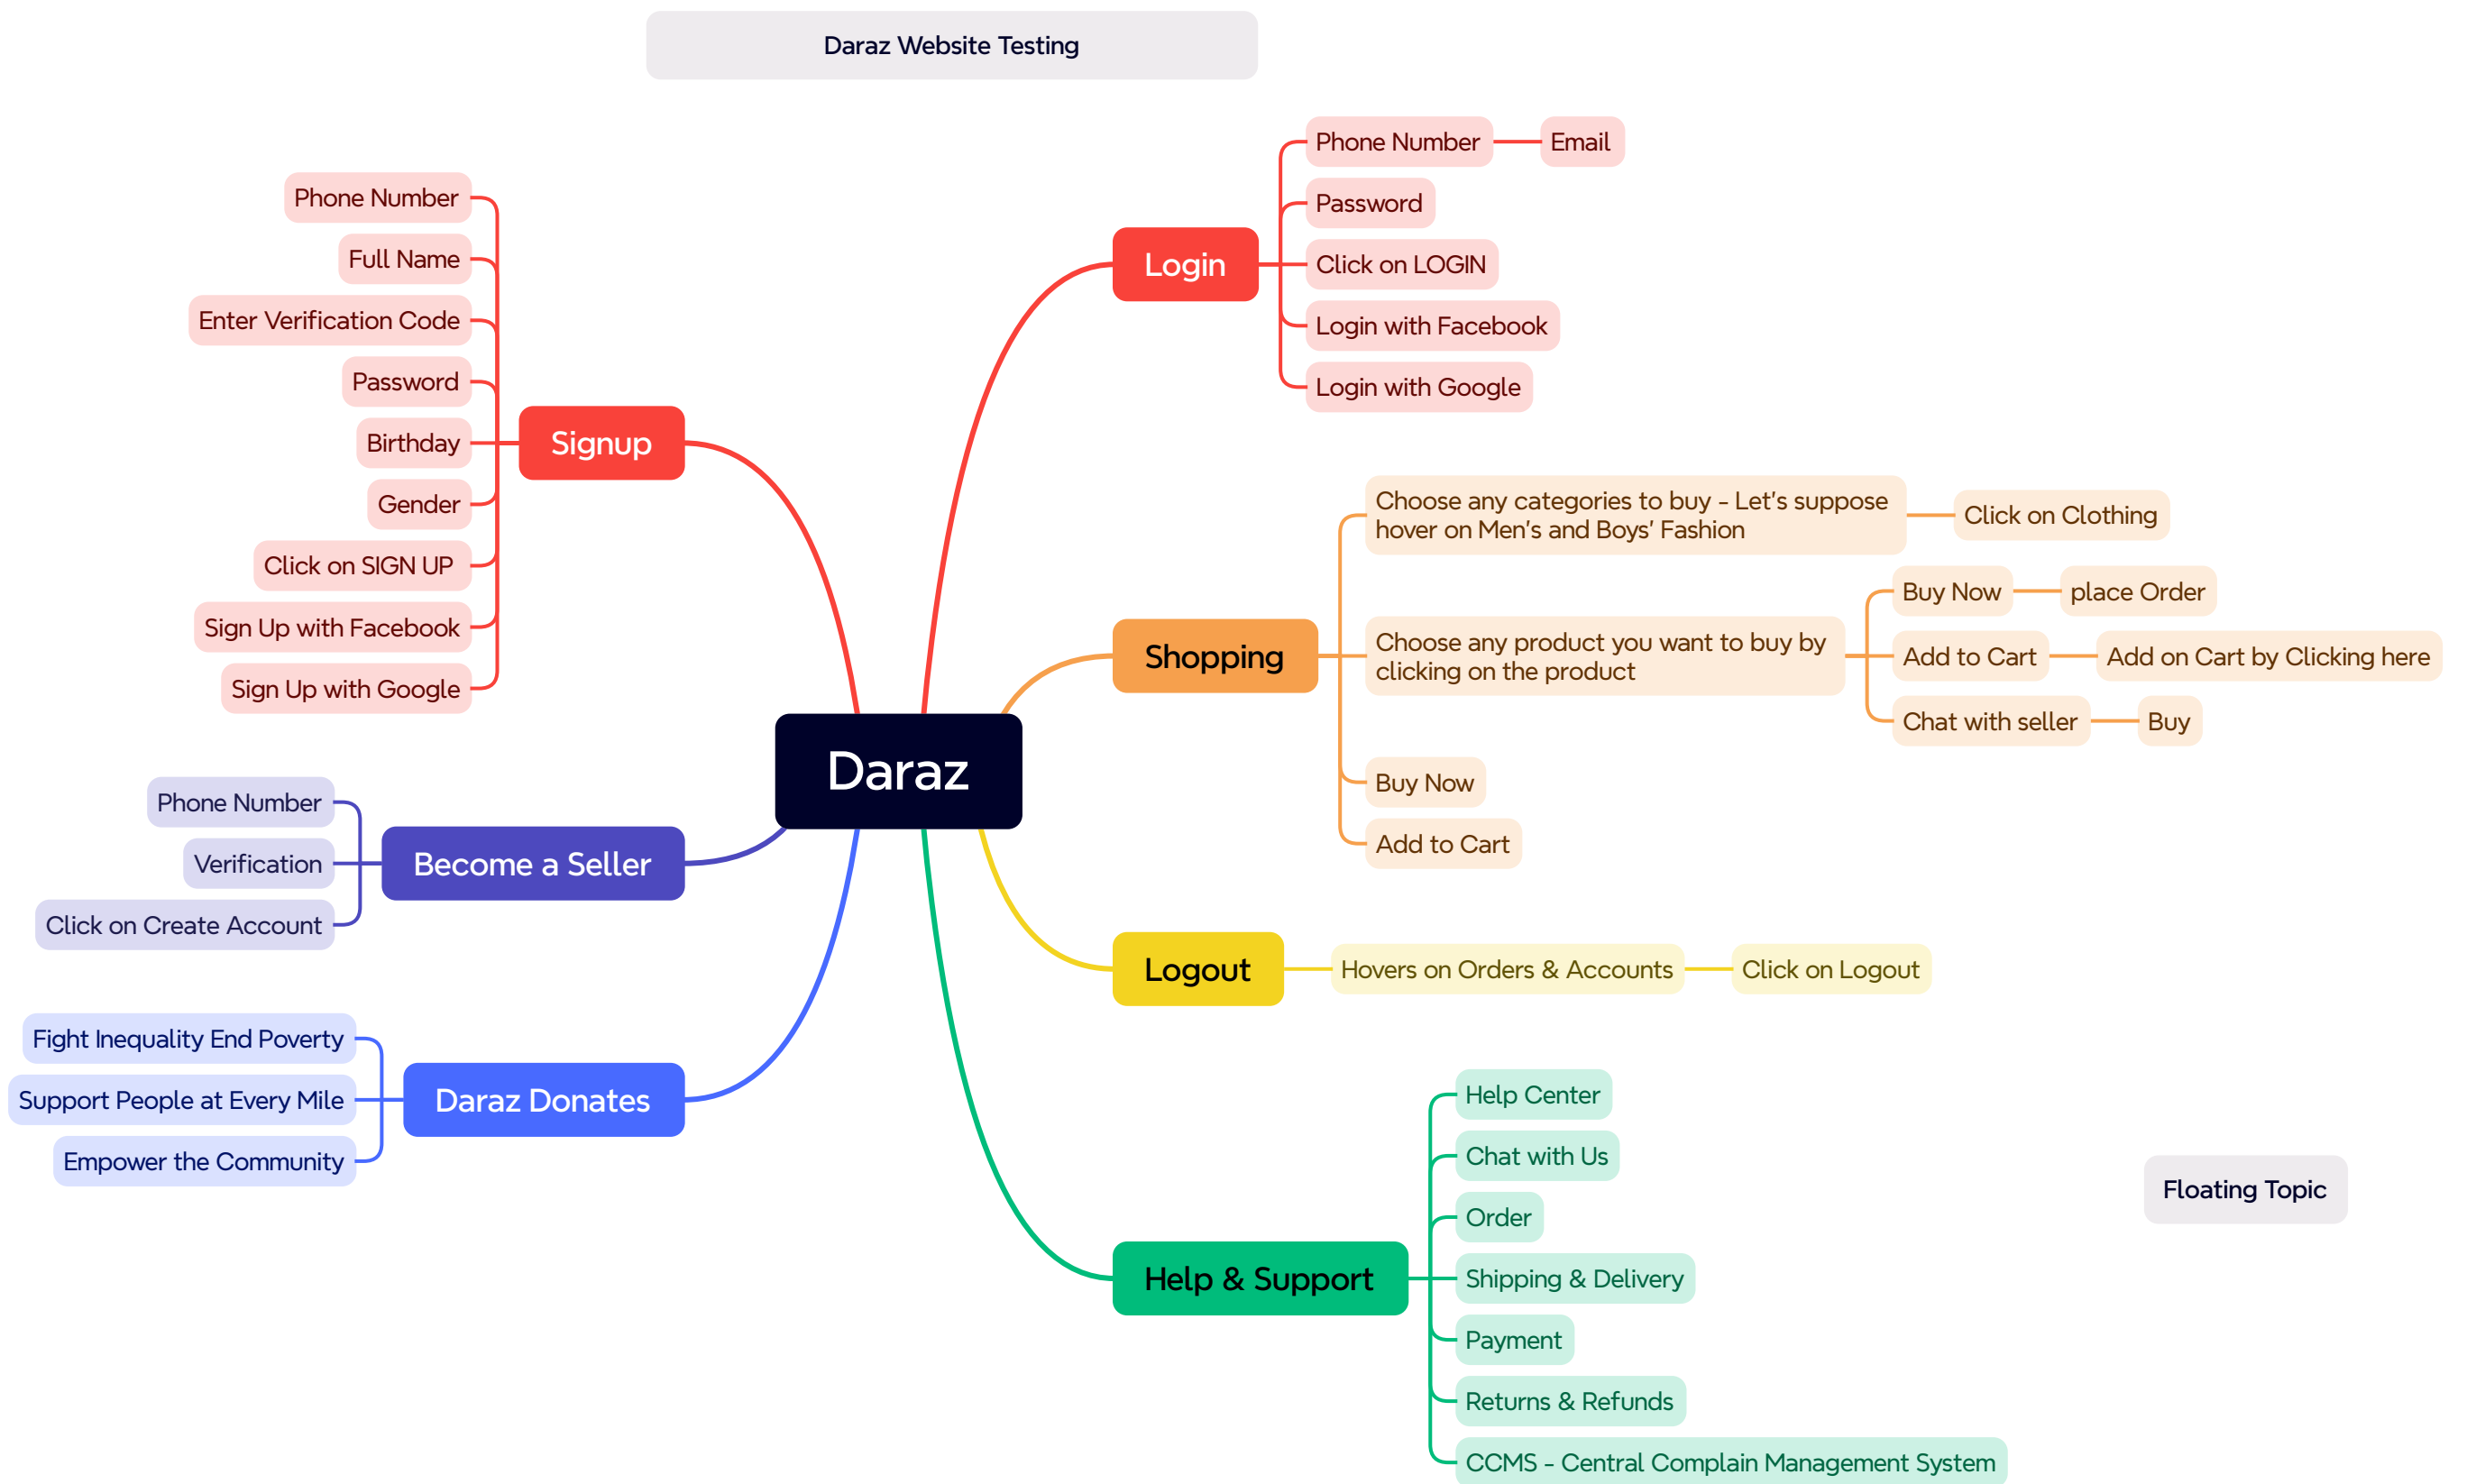 Daraz Website Testing
Daraz
Login
Phone Number
Email
Password
Click on LOGIN
Login with Facebook
Login with Google
Shopping
Choose any categories to buy - Let's suppose
hover on Men's and Boys' Fashion
Click on Clothing
Choose any product you want to buy by
clicking on the product
Buy Now
place Order
Add to Cart
Add on Cart by Clicking here
Chat with seller
Buy
Buy Now
Add to Cart
Logout
Hovers on Orders & Accounts
Click on Logout
Help & Support
Help Center
Chat with Us
Order
Shipping & Delivery
Payment
Returns & Refunds
CCMS - Central Complain Management System
Signup
Phone Number
Full Name
Enter Verification Code
Password
Birthday
Gender
Click on SIGN UP
Sign Up with Facebook
Sign Up with Google
Become a Seller
Phone Number
Verification
Click on Create Account
Daraz Donates
Fight Inequality End Poverty
Support People at Every Mile
Empower the Community
Floating Topic